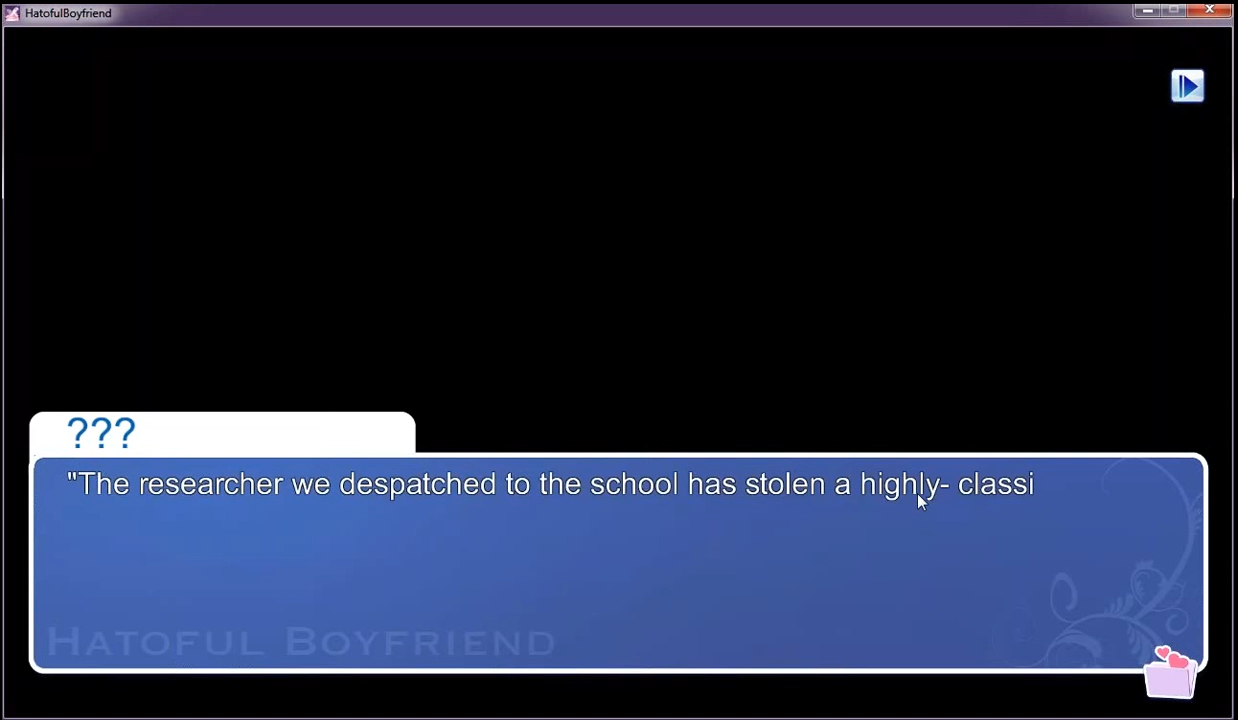 HatofulBoyfriend
???
"The researcher we despatched to the school has stolen a highly- classi
HATOFUL BOYFRIEND